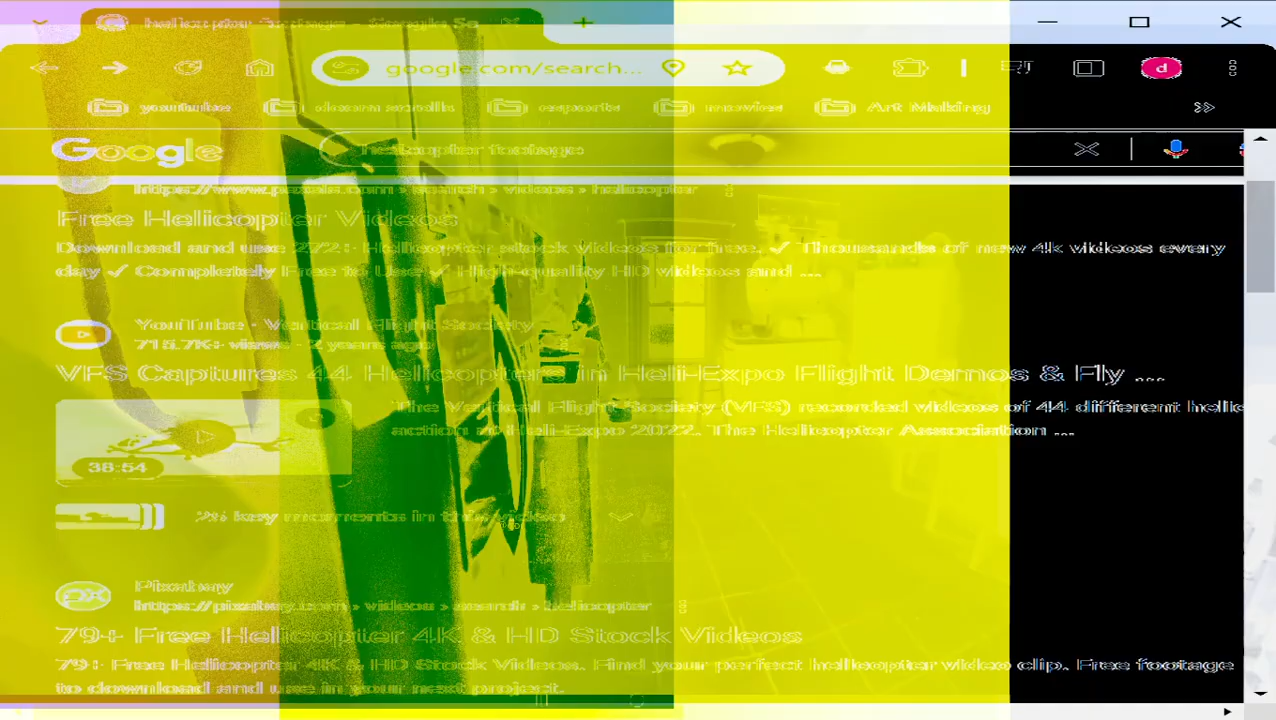 google.com/search...
youtube
esports
movies
Art Making
d
Google
helicopter footage
https://www.pexels.com › search › videos › helicopter
Free Helicopter Videos
Download and use 272+ Helicopter stock videos for free. ✓ Thousands of new 4k videos every
day ✓ Completely Free to Use ✓ High-quality HD videos and ...
YouTube · Vertical Flight Society
715.7K+ views · 2 years ago
VFS Captures 44 Helicopters in Heli-Expo Flight Demos & Fly ...
The Vertical Flight Society (VFS) recorded videos of 44 different helic
action at Heli-Expo 2022. The Helicopter Association ...
38:54
key moments in this video
Pixabay
https://pixabay.com › videos › search › helicopter
79+ Free Helicopter 4K & HD Stock Videos
79+ Free Helicopter 4K & HD Stock Videos. Find your perfect helicopter video clip. Free footage
to download and use in your next project.